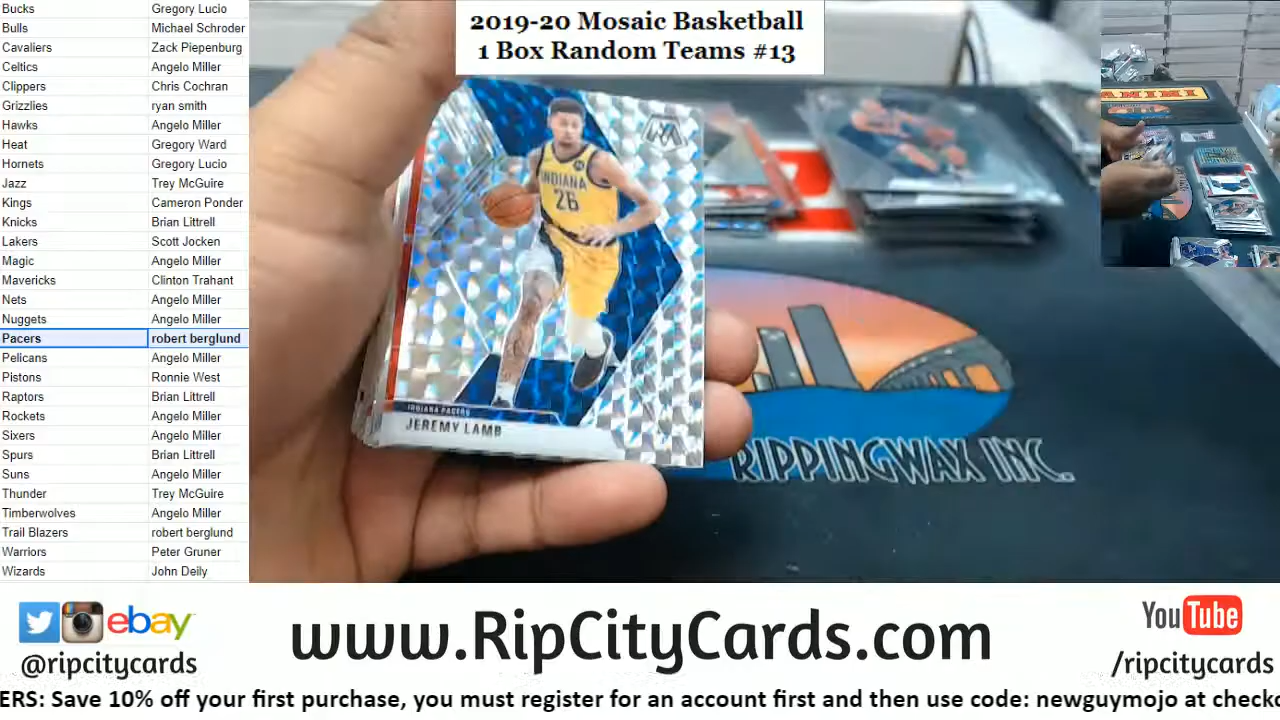 2019-20 Mosaic Basketball
1 Box Random Teams #13
Bucks Gregory Lucio
Bulls Michael Schroder
Cavaliers Zack Piepenburg
Celtics Angelo Miller
Clippers Chris Cochran
Grizzlies ryan smith
Hawks Angelo Miller
Heat Gregory Ward
Hornets Gregory Lucio
Jazz Trey McGuire
Kings Cameron Ponder
Knicks Brian Littrell
Lakers Scott Jocken
Magic Angelo Miller
Mavericks Clinton Trahant
Nets Angelo Miller
Nuggets Angelo Miller
Pacers robert berglund
Pelicans Angelo Miller
Pistons Ronnie West
Raptors Brian Littrell
Rockets Angelo Miller
Sixers Angelo Miller
Spurs Brian Littrell
Suns Angelo Miller
Thunder Trey McGuire
Timberwolves Angelo Miller
Trail Blazers robert berglund
Warriors Peter Gruner
Wizards John Deily
INDIANA
26
INDIANA PACERS
JEREMY LAMB
RIPPINGWAX INC.
PANINI
ebay
@ripcitycards
www.RipCityCards.com
YouTube
/ripcitycards
ERS: Save 10% off your first purchase, you must register for an account first and then use code: newguymojo at checko